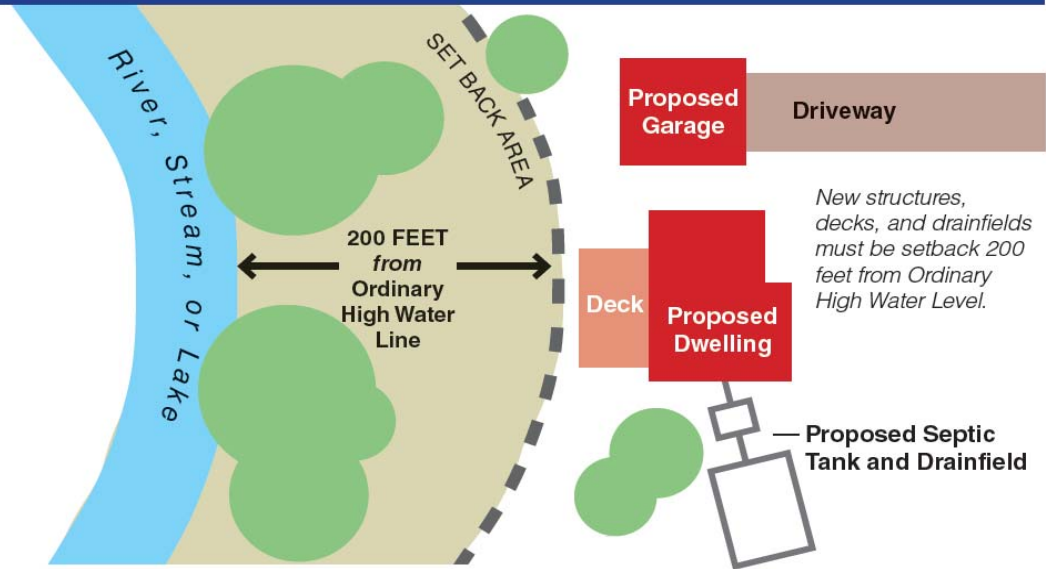 River, Stream, or Lake
SET BACK AREA
200 FEET
from
Ordinary
High Water
Line
Proposed
Garage
Driveway
New structures,
decks, and drainfields
must be setback 200
feet from Ordinary
High Water Level.
Deck
Proposed
Dwelling
Proposed Septic
Tank and Drainfield